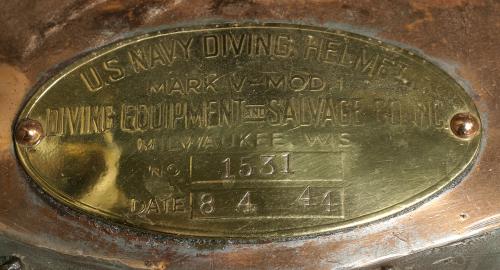 U.S. NAVY DIVING HELMET
MARK V-MOD 1
DIVING EQUIPMENT AND SALVAGE CO. INC.
MILWAUKEE WIS.
NO. 1531
DATE 8 4 44